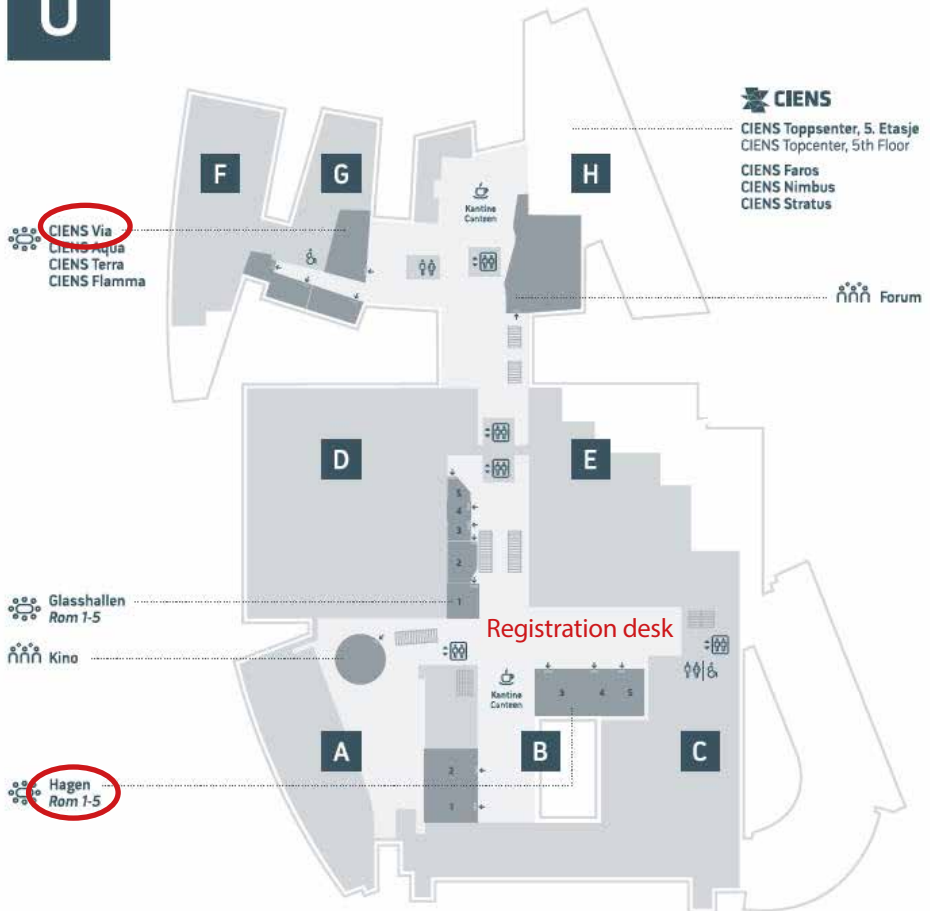 U
CIENS
CIENS Toppsenter, 5. Etasje
CIENS Topcenter, 5th Floor
CIENS Faros
CIENS Nimbus
CIENS Stratus
F
G
H
Kantine
Canteen
CIENS Via
CIENS Aqua
CIENS Terra
CIENS Flamma
Forum
D
E
5
4
3
2
1
Glasshallen
Rom 1-5
Registration desk
Kino
Kantine
Canteen
3 4 5
A
B
C
2
1
Hagen
Rom 1-5